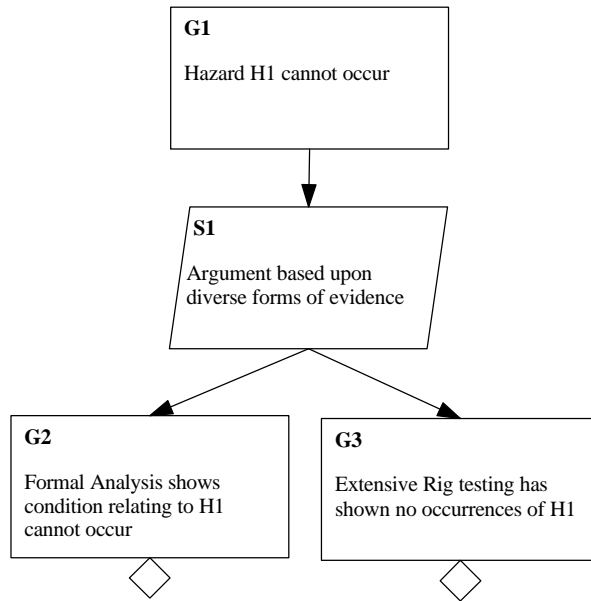 G1
Hazard H1 cannot occur
S1
Argument based upon
diverse forms of evidence
G2
Formal Analysis shows
condition relating to H1
cannot occur
G3
Extensive Rig testing has
shown no occurrences of H1